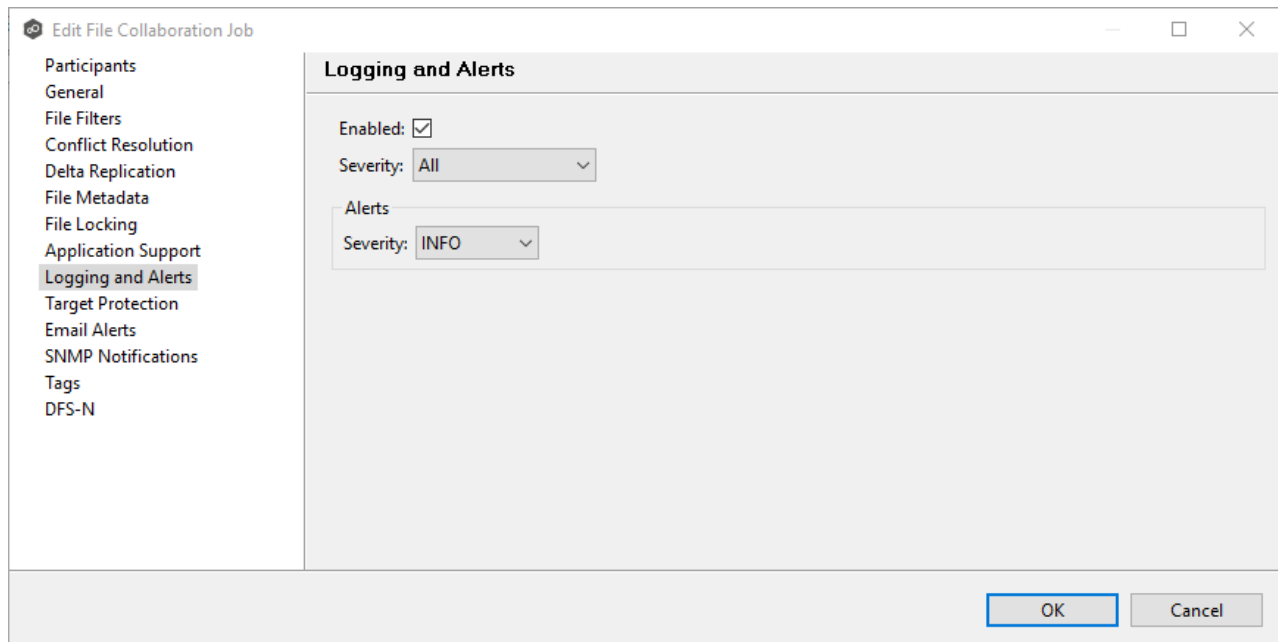 Edit File Collaboration Job
Participants
General
File Filters
Conflict Resolution
Delta Replication
File Metadata
File Locking
Application Support
Logging and Alerts
Target Protection
Email Alerts
SNMP Notifications
Tags
DFS-N
Logging and Alerts
Enabled:
Severity: All
Alerts
Severity: INFO
OK Cancel